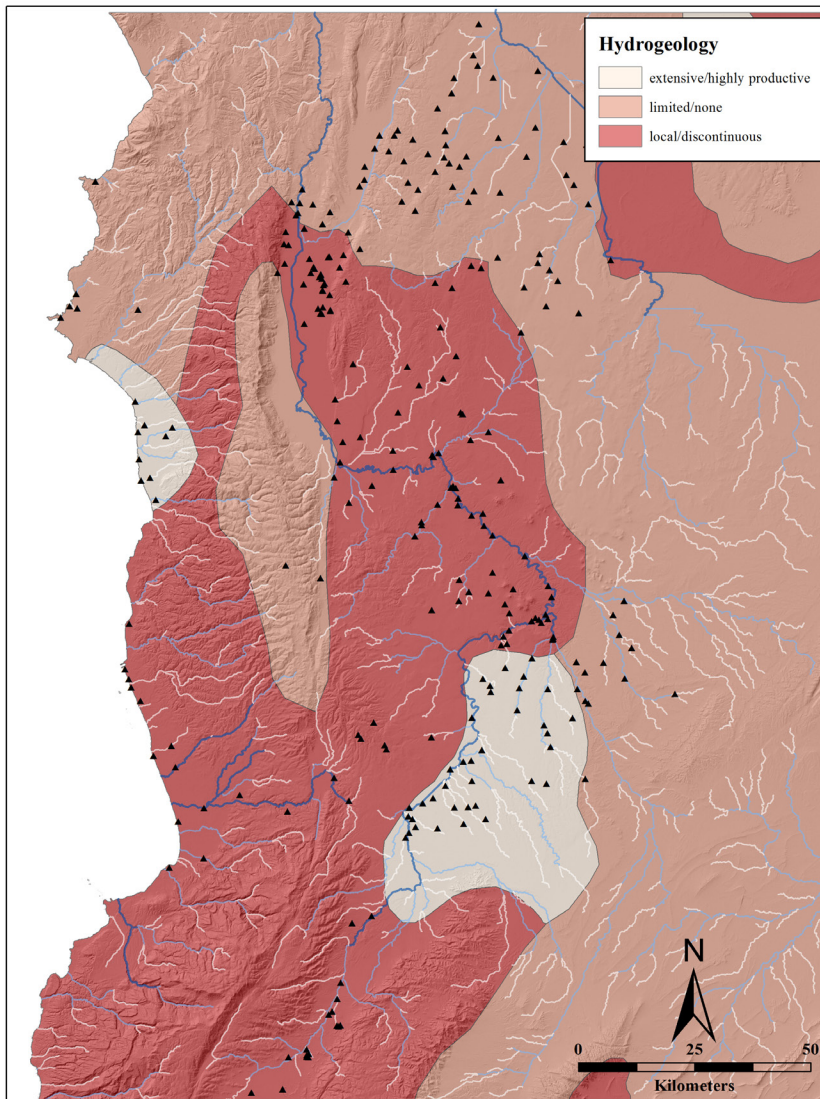 Hydrogeology
extensive/highly productive
limited/none
local/discontinuous
N
0 25 50
Kilometers